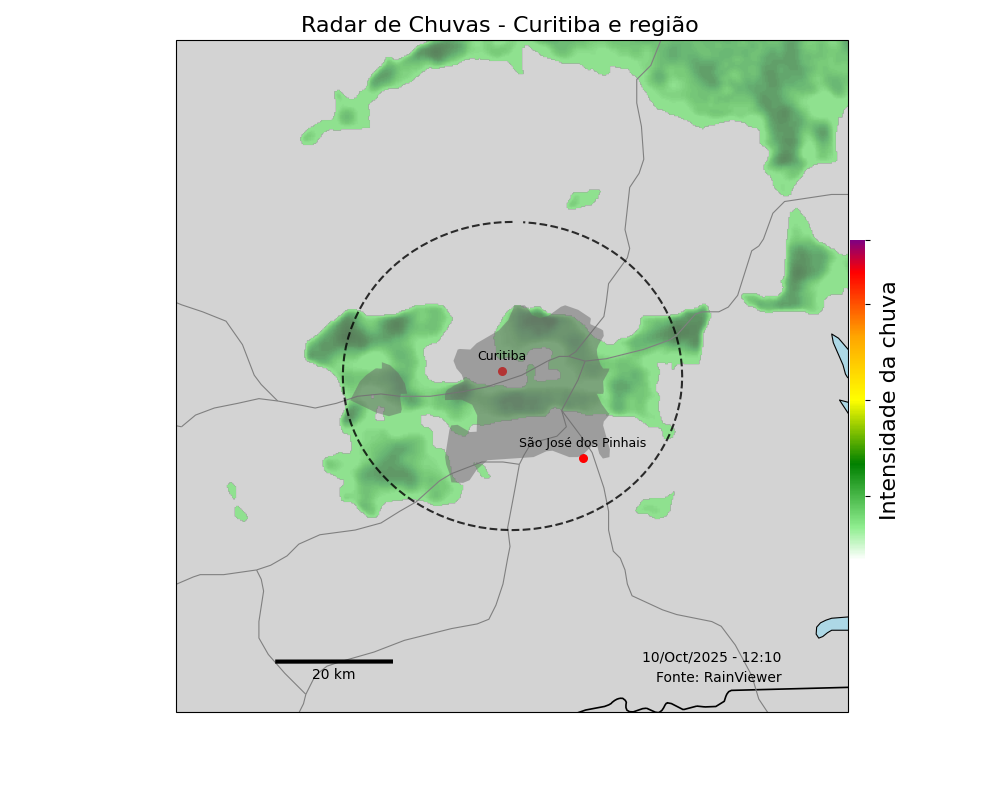 Radar de Chuvas - Curitiba e região
Curitiba
São José dos Pinhais
Intensidade da chuva
10/Oct/2025 - 12:10
Fonte: RainViewer
20 km